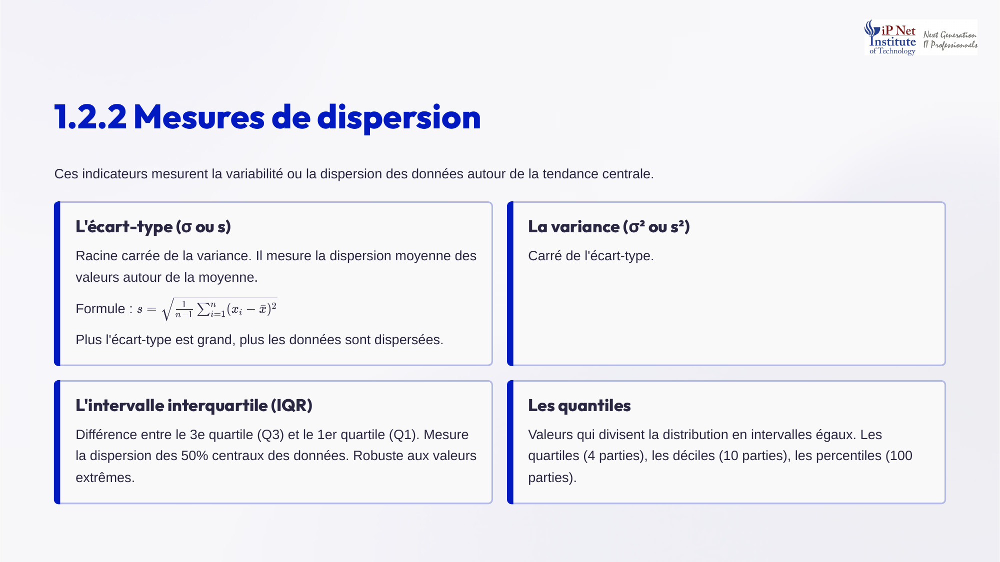 iP Net
Institute
of Technology
Next Generation
IT Professionnels
1.2.2 Mesures de dispersion
Ces indicateurs mesurent la variabilité ou la dispersion des données autour de la tendance centrale.
L'écart-type (σ ou s)
Racine carrée de la variance. Il mesure la dispersion moyenne des
valeurs autour de la moyenne.
Formule : $s = \sqrt{\frac{1}{n-1} \sum_{i=1}^{n} (x_i - \bar{x})^2}$
Plus l'écart-type est grand, plus les données sont dispersées.
La variance (σ² ou s²)
Carré de l'écart-type.
L'intervalle interquartile (IQR)
Différence entre le 3e quartile (Q3) et le 1er quartile (Q1). Mesure
la dispersion des 50% centraux des données. Robuste aux valeurs
extrêmes.
Les quantiles
Valeurs qui divisent la distribution en intervalles égaux. Les
quartiles (4 parties), les déciles (10 parties), les percentiles (100
parties).